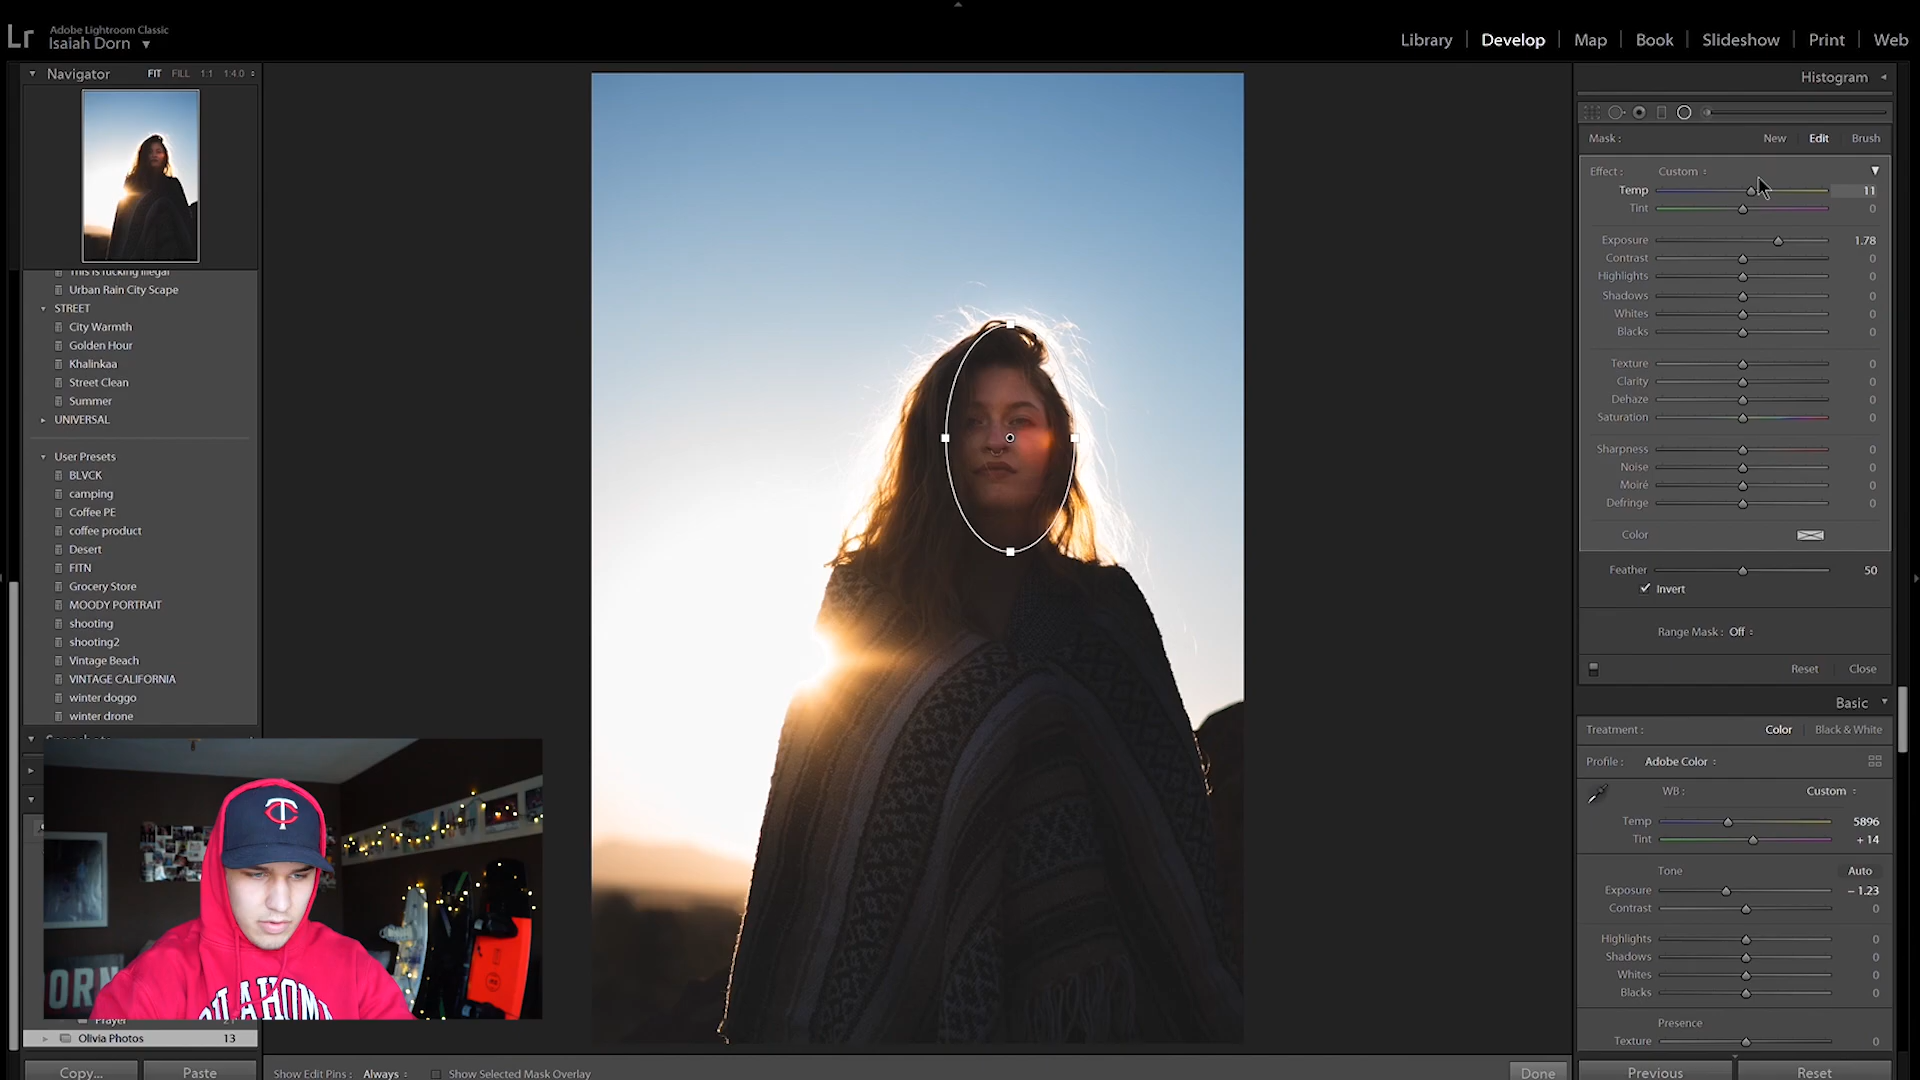 Lr
Adobe Lightroom Classic
Isaiah Dorn
Library | Develop | Map | Book | Slideshow | Print | Web
Navigator FIT FILL 1:1 1:4.0
This is fucking illegal
Urban Rain City Scape
STREET
City Warmth
Golden Hour
Khalinkaa
Street Clean
Summer
UNIVERSAL
User Presets
BLVCK
camping
Coffee PE
coffee product
Desert
FITN
Grocery Store
MOODY PORTRAIT
shooting
shooting2
Vintage Beach
VINTAGE CALIFORNIA
winter doggo
winter drone
Prayer
Olivia Photos 13
Copy... Paste
TC
Show Edit Pins : Always Show Selected Mask Overlay Done
Histogram
Mask : New Edit Brush
Effect : Custom
Temp 11
Tint 0
Exposure 1.78
Contrast 0
Highlights 0
Shadows 0
Whites 0
Blacks 0
Texture 0
Clarity 0
Dehaze 0
Saturation 0
Sharpness 0
Noise 0
Moiré 0
Defringe 0
Color
Feather 50
Invert
Range Mask : Off
Reset Close
Basic
Treatment : Color Black & White
Profile : Adobe Color
WB : Custom
Temp 5896
Tint + 14
Tone Auto
Exposure – 1.23
Contrast 0
Highlights 0
Shadows 0
Whites 0
Blacks 0
Presence
Texture 0
Previous Reset